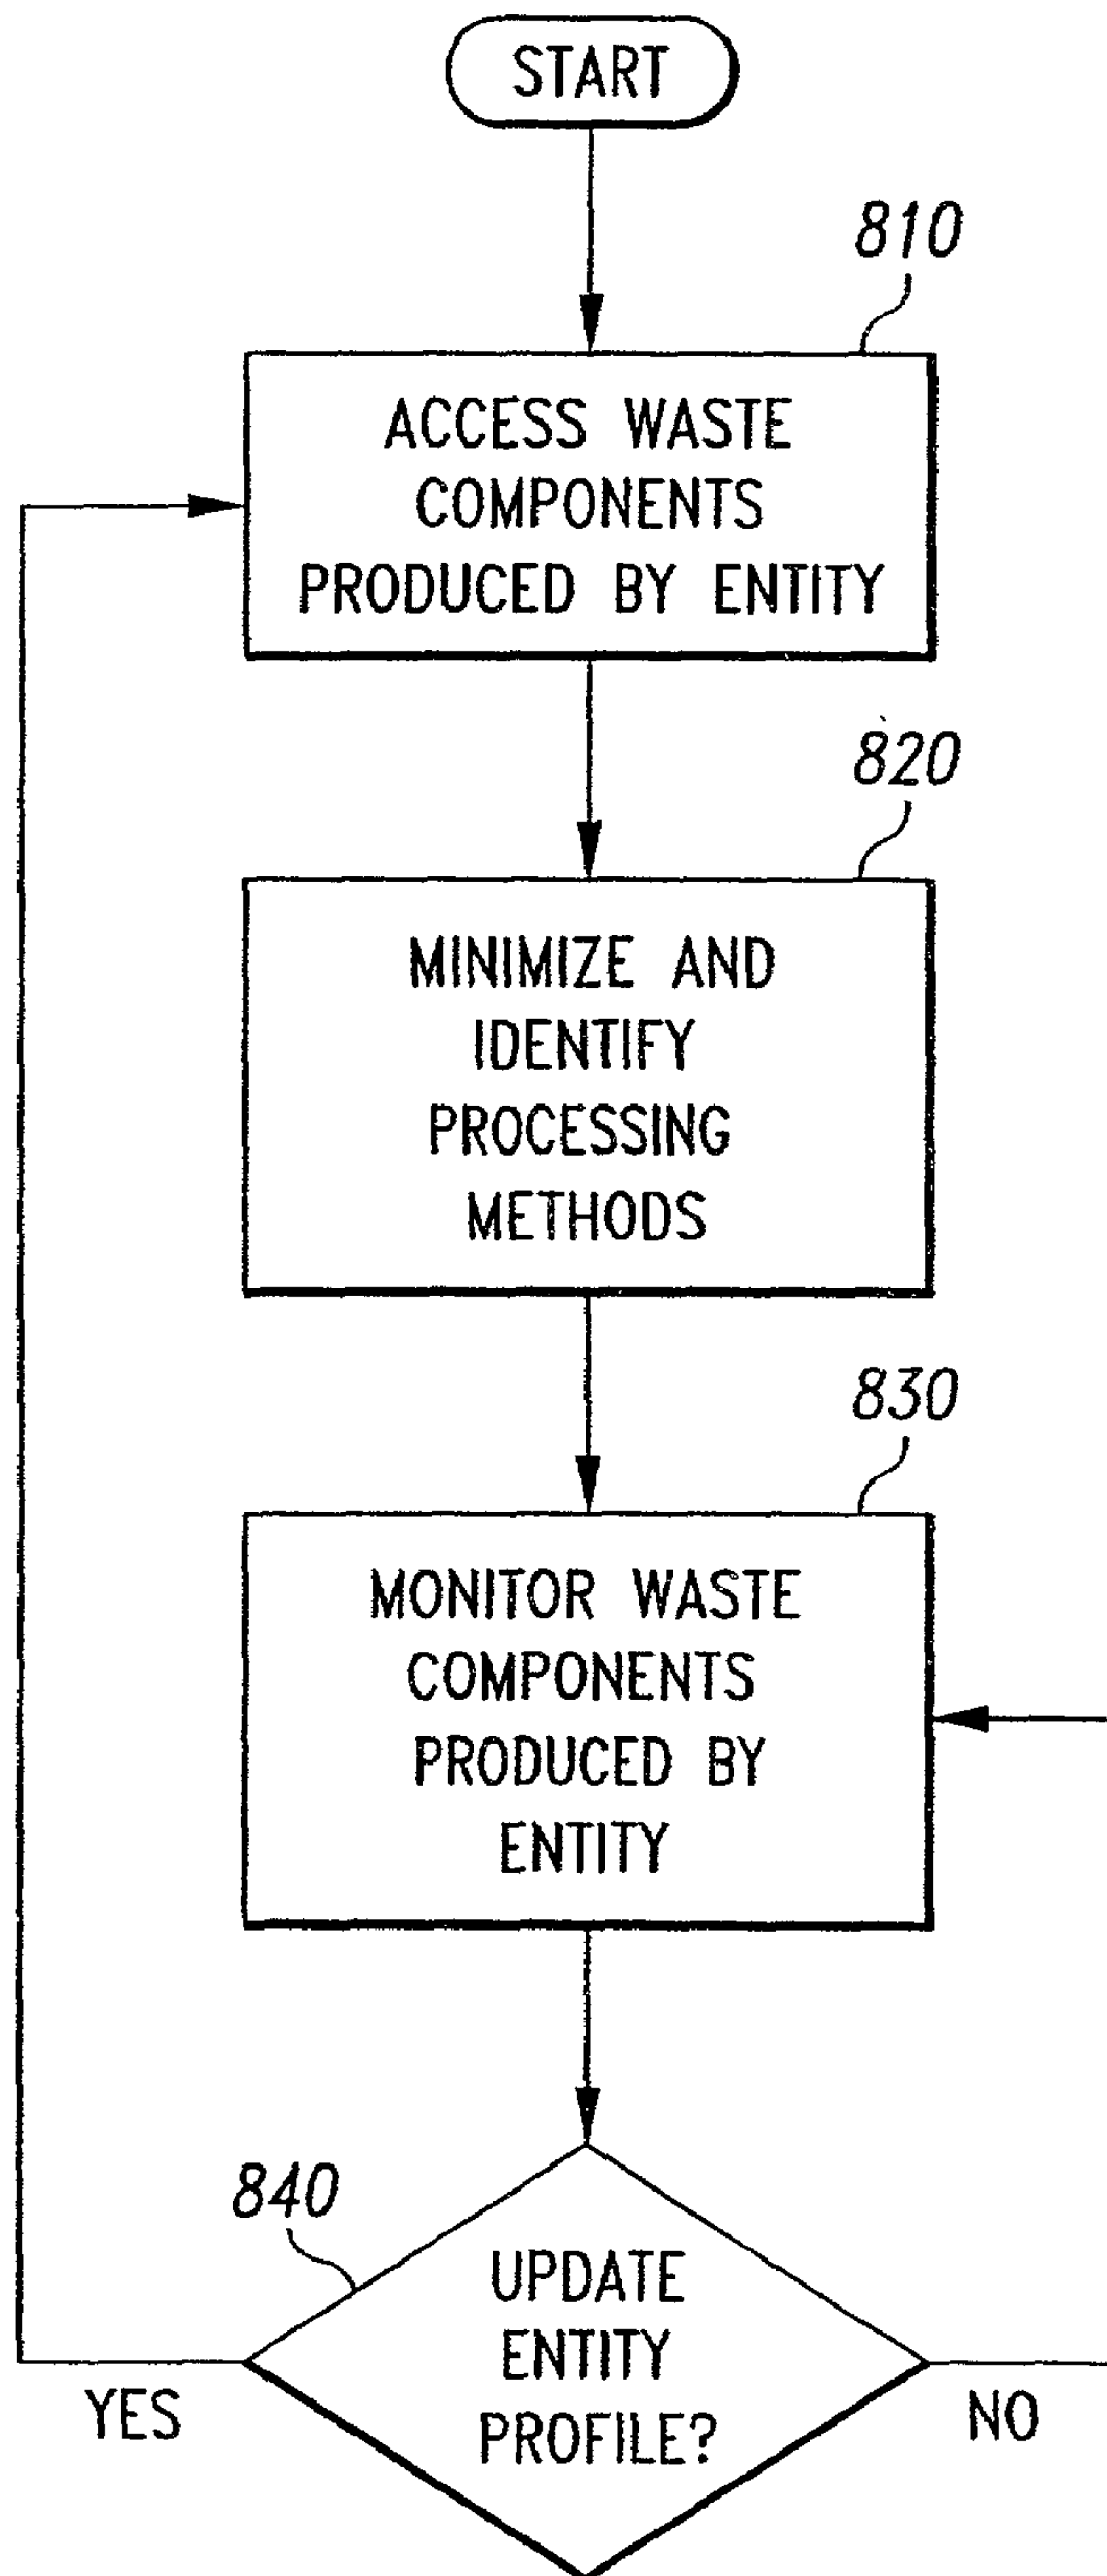 START
810
ACCESS WASTE
COMPONENTS
PRODUCED BY ENTITY
820
MINIMIZE AND
IDENTIFY
PROCESSING
METHODS
830
MONITOR WASTE
COMPONENTS
PRODUCED BY
ENTITY
840
UPDATE
ENTITY
PROFILE?
YES
NO